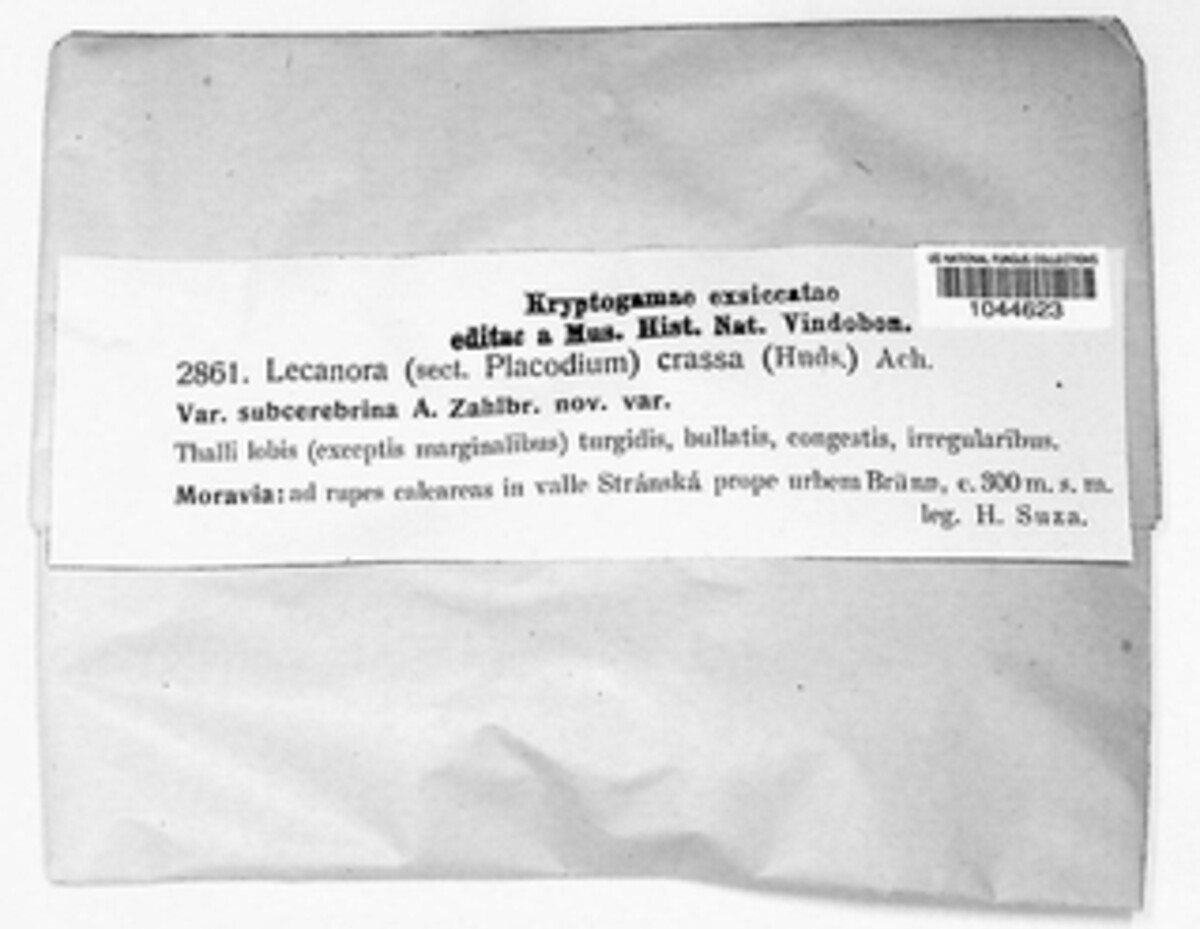 US NATIONAL FUNGUS COLLECTIONS
1044623
Kryptogamae exsiccatae
editae a Mus. Hist. Nat. Vindobon.
2861. Lecanora (sect. Placodium) crassa (Huds.) Ach.
Var. subcerebrina A. Zahlbr. nov. var.
Thalli lobis (exceptis marginalibus) turgidis, bullatis, congestis, irregularibus.
Moravia: ad rupes calcareas in valle Stránská prope urbem Brünn, c. 300 m. s. m.
leg. H. Suza.